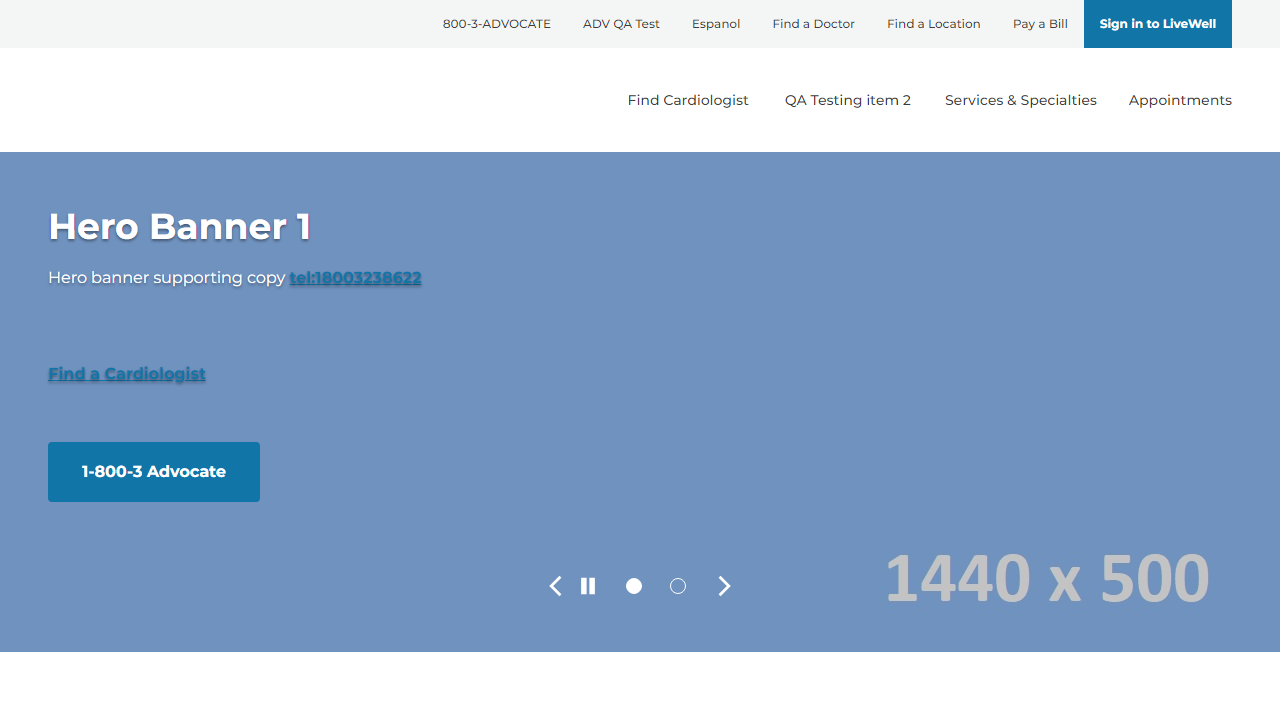 800-3-ADVOCATE ADV QA Test Espanol Find a Doctor Find a Location Pay a Bill Sign in to LiveWell
Find Cardiologist QA Testing item 2 Services & Specialties Appointments
Hero Banner 1
Hero banner supporting copy tel:18003238622
Find a Cardiologist
1-800-3 Advocate
1440 x 500